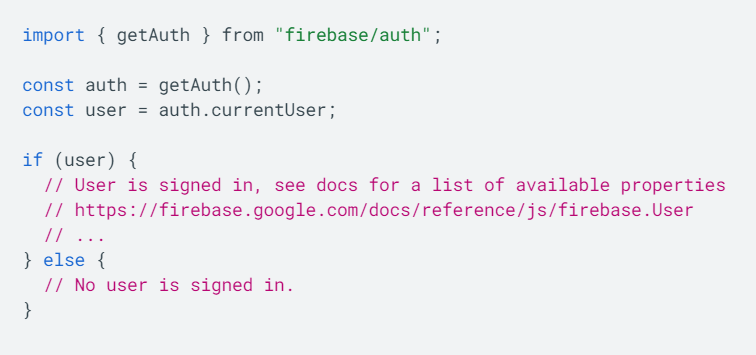 import { getAuth } from "firebase/auth";
const auth = getAuth();
const user = auth.currentUser;
if (user) {
// User is signed in, see docs for a list of available properties
// https://firebase.google.com/docs/reference/js/firebase.User
// ...
} else {
// No user is signed in.
}